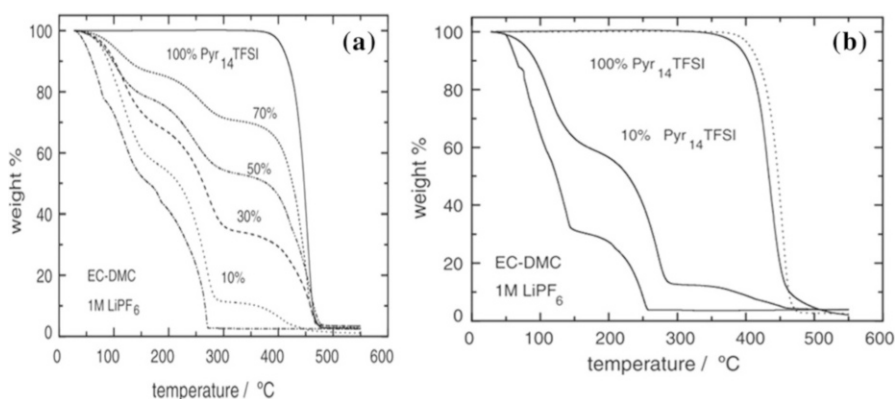 (a)
100% Pyr14TFSI
70%
50%
30%
10%
EC-DMC
1M LiPF6
100
80
60
40
20
0
weight %
0 100 200 300 400 500 600
temperature / ºC
(b)
100% Pyr14TFSI
10% Pyr14TFSI
EC-DMC
1M LiPF6
100
80
60
40
20
0
weight %
0 100 200 300 400 500 600
temperature / ºC